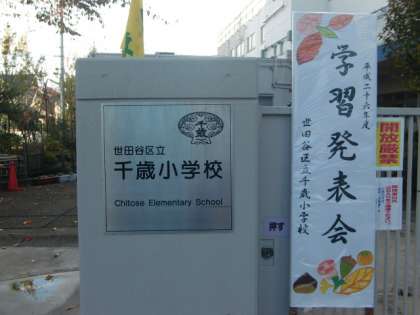 世田谷区立
千歳小学校
Chitose Elementary School
千歳
押す
平成二十六年度
学習発表会
世田谷区立千歳小学校
開放厳禁